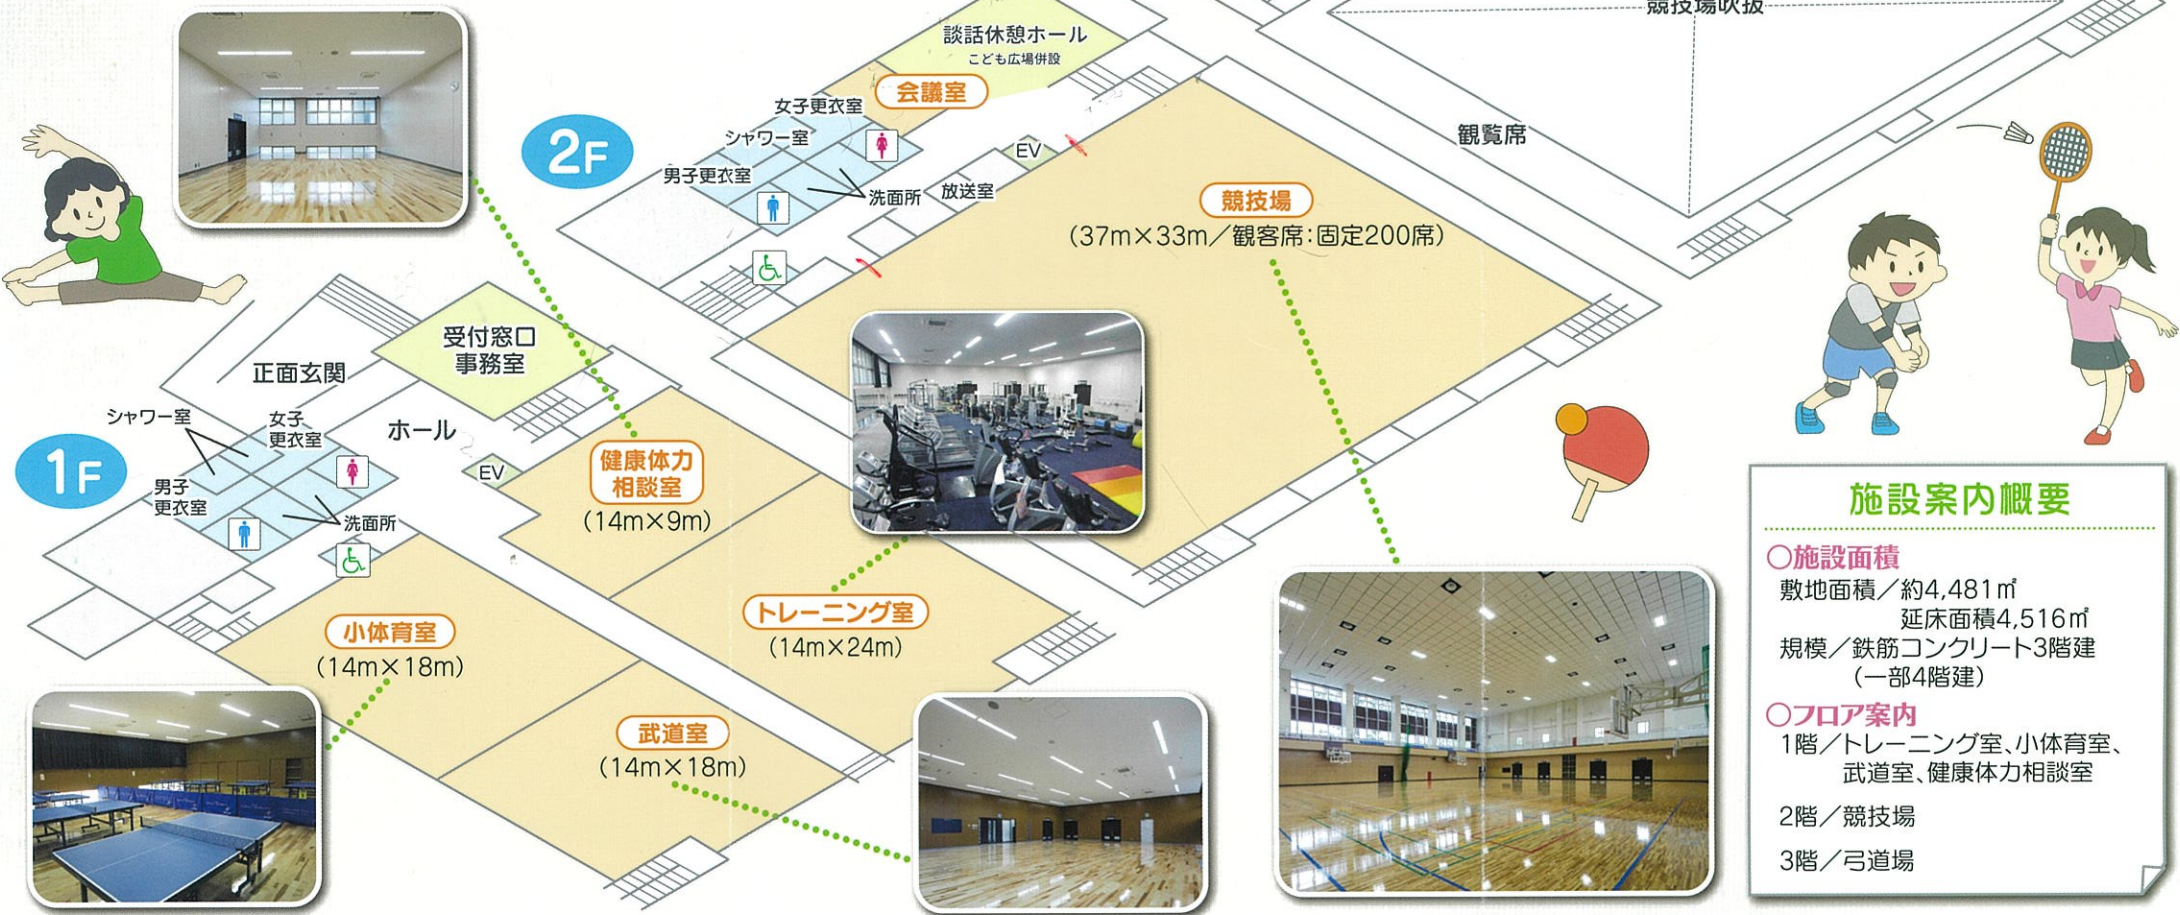 競技場吹抜
談話休憩ホール
こども広場併設
会議室
女子更衣室
シャワー室
男子更衣室
洗面所
放送室
EV
2F
観覧席
競技場
(37m×33m／観客席:固定200席)
受付窓口
事務室
正面玄関
シャワー室
女子
更衣室
ホール
1F
男子
更衣室
洗面所
EV
健康体力
相談室
(14m×9m)
トレーニング室
(14m×24m)
小体育室
(14m×18m)
武道室
(14m×18m)
施設案内概要
○施設面積
敷地面積／約4,481㎡
延床面積4,516㎡
規模／鉄筋コンクリート3階建
(一部4階建)
○フロア案内
1階／トレーニング室、小体育室、
武道室、健康体力相談室
2階／競技場
3階／弓道場